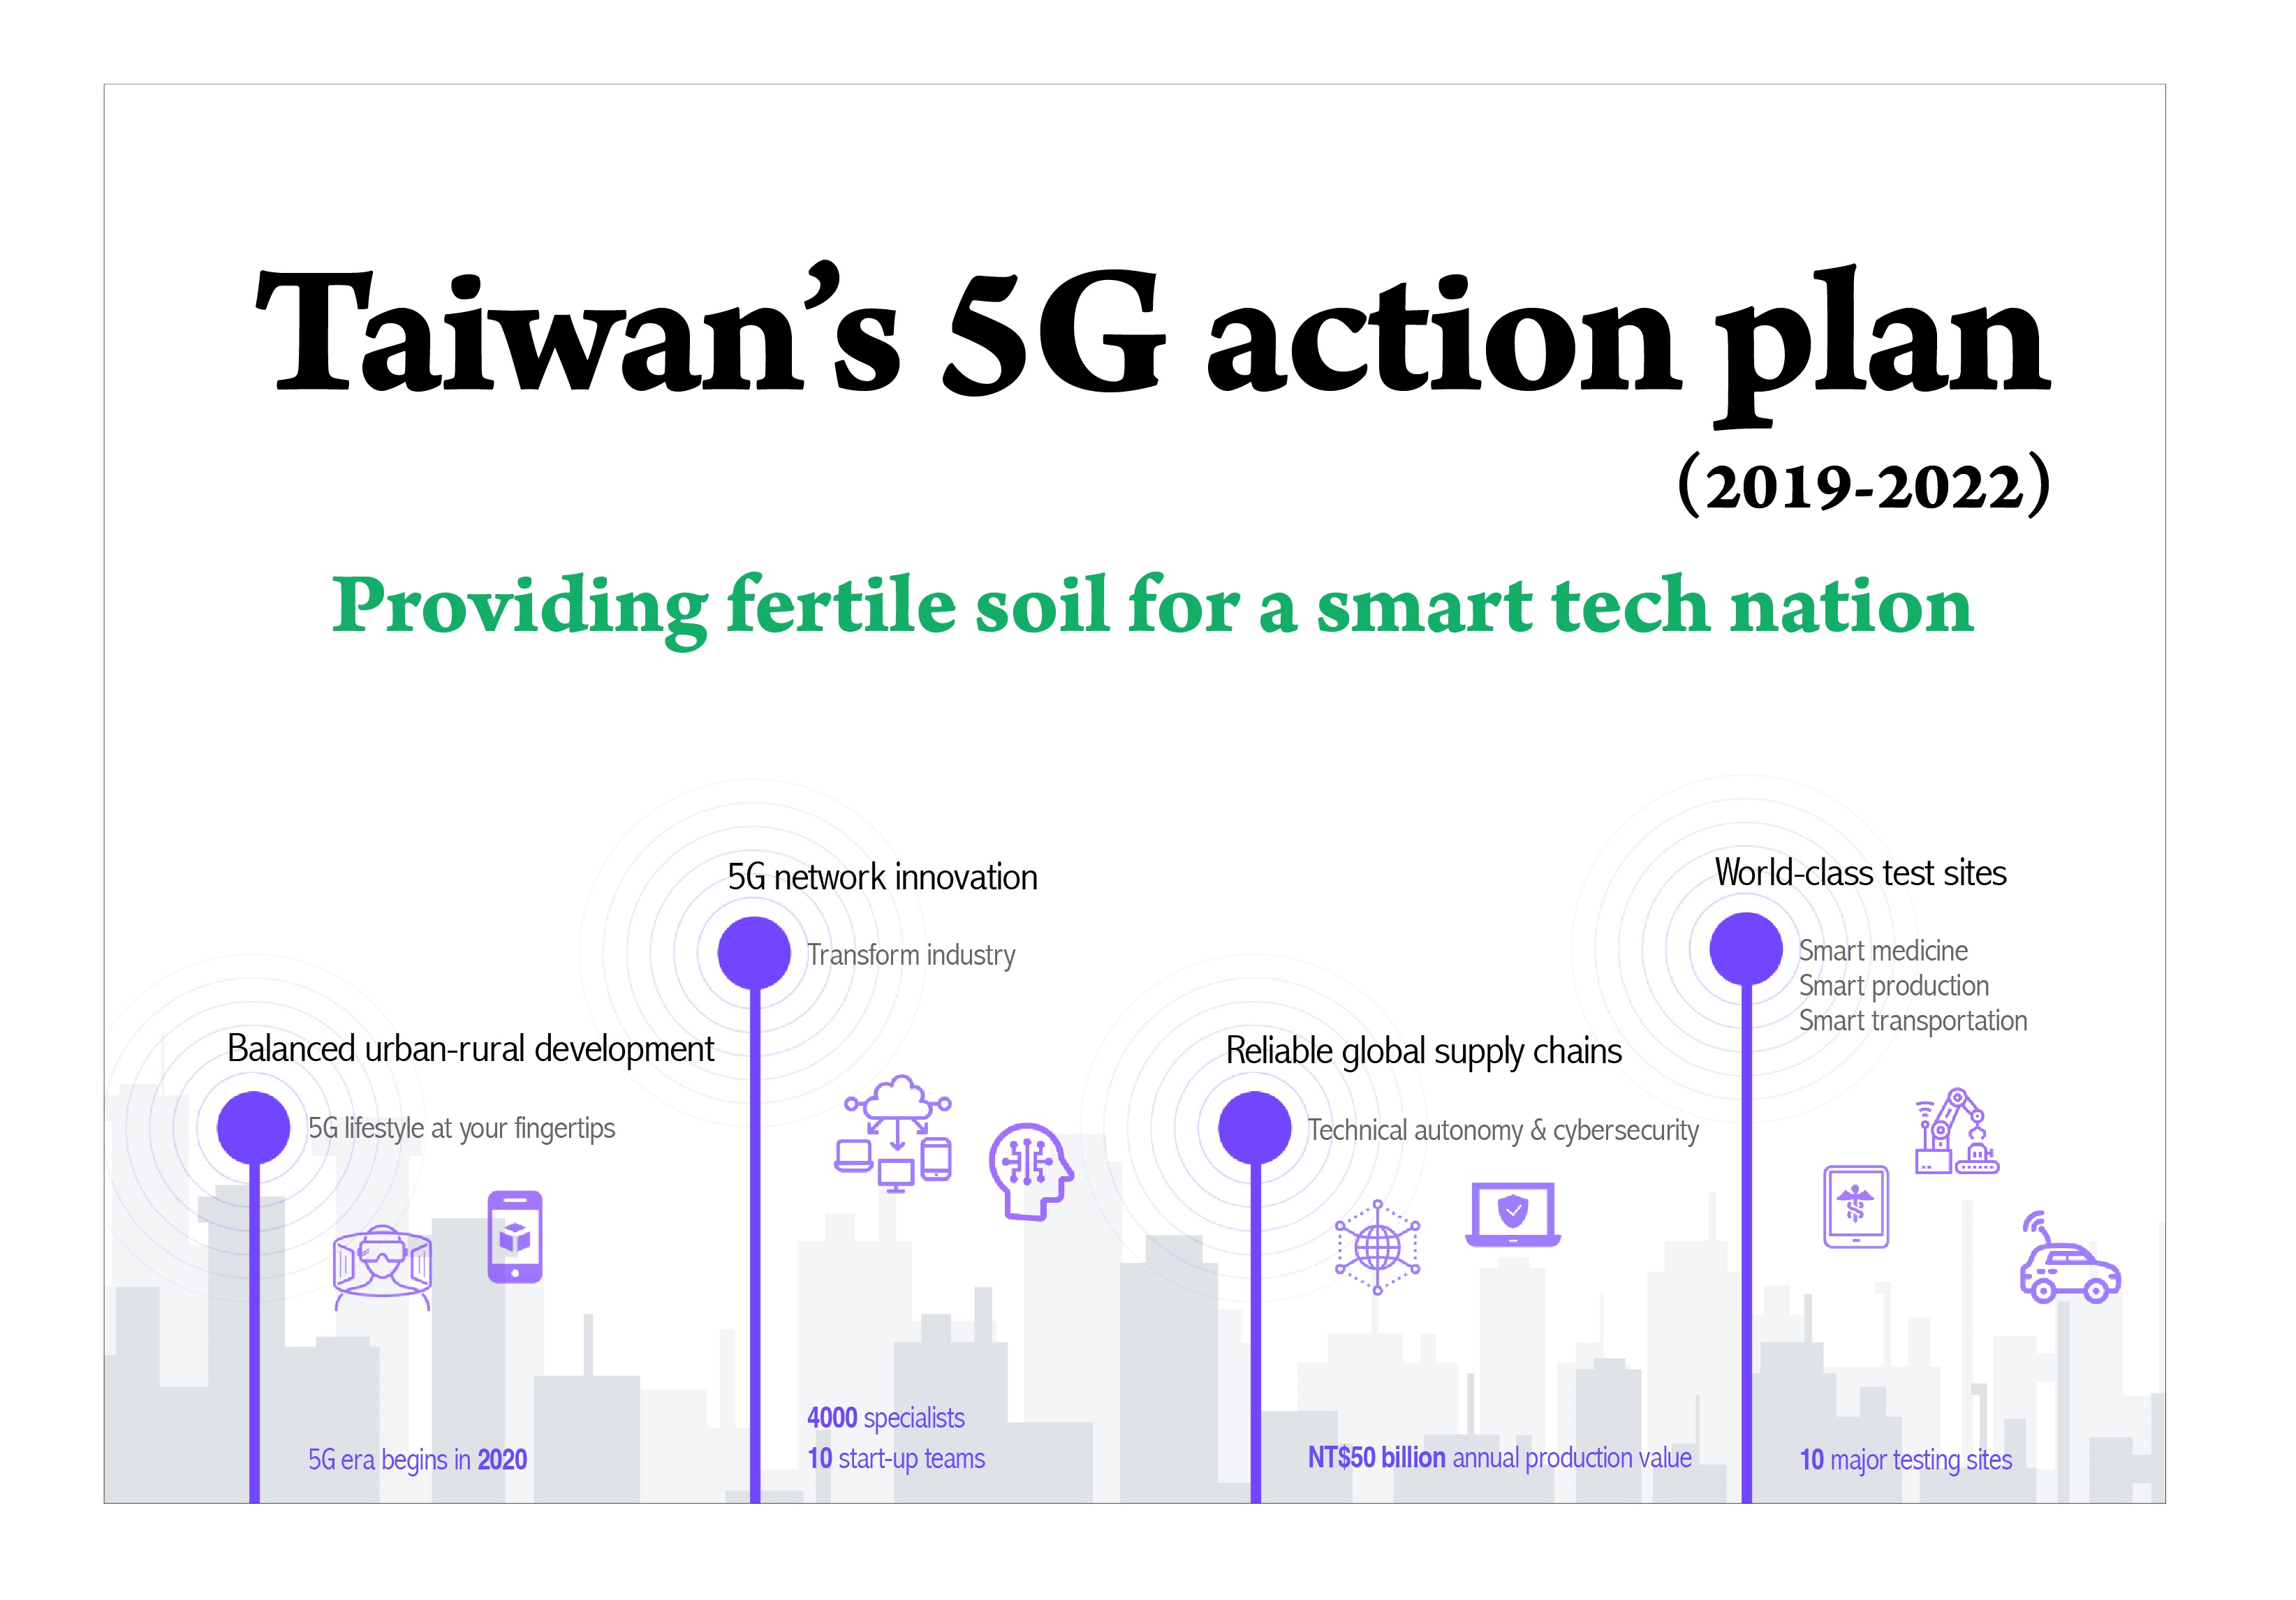 Taiwan’s 5G action plan
(2019-2022)
Providing fertile soil for a smart tech nation
Balanced urban-rural development
5G lifestyle at your fingertips
5G era begins in 2020
5G network innovation
Transform industry
4000 specialists
10 start-up teams
Reliable global supply chains
Technical autonomy & cybersecurity
NT$50 billion annual production value
World-class test sites
Smart medicine
Smart production
Smart transportation
10 major testing sites